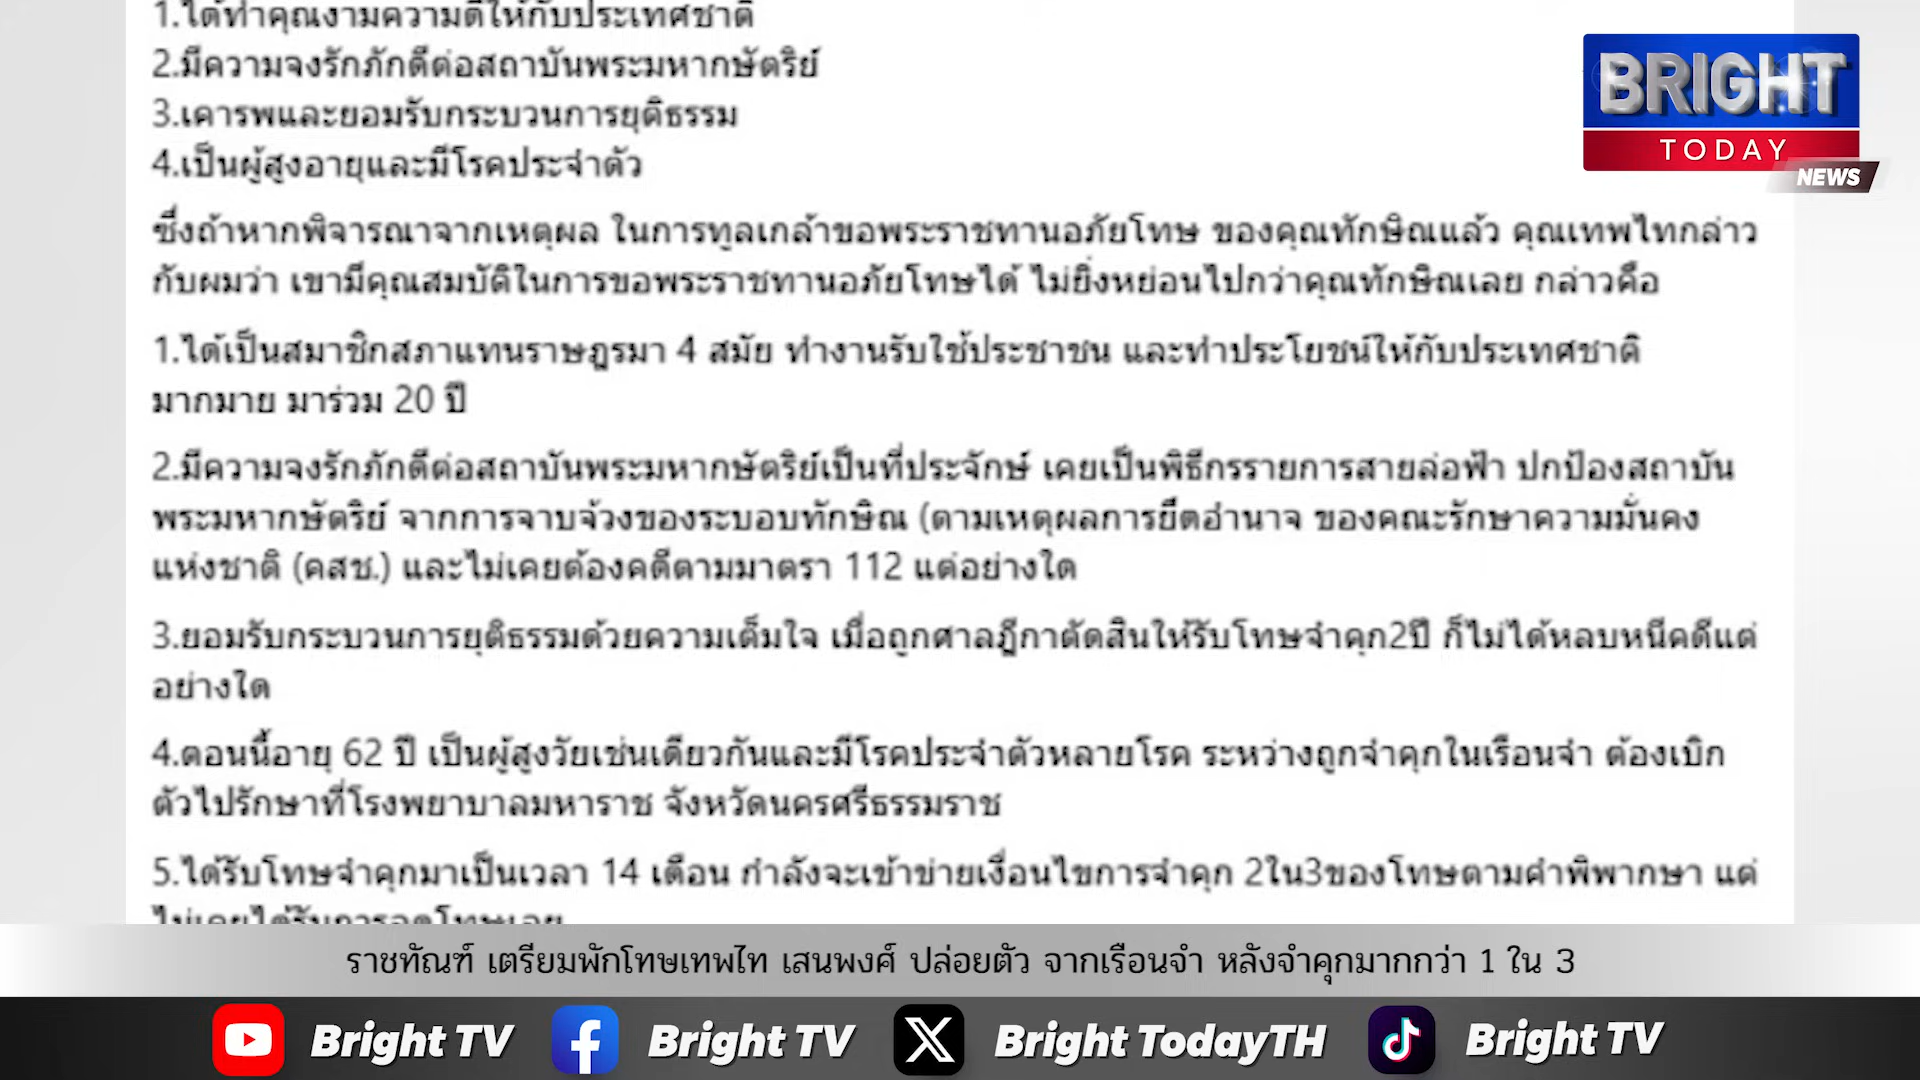 1.ได้ทำคุณงามความดีให้กับประเทศชาติ
2.มีความจงรักภักดีต่อสถาบันพระมหากษัตริย์
3.เคารพและยอมรับกระบวนการยุติธรรม
4.เป็นผู้สูงอายุและมีโรคประจำตัว
ซึ่งถ้าหากพิจารณาจากเหตุผล ในการทูลเกล้าขอพระราชทานอภัยโทษ ของคุณทักษิณแล้ว คุณเทพไทกล่าว
กับผมว่า เขามีคุณสมบัติในการขอพระราชทานอภัยโทษได้ ไม่ยิ่งหย่อนไปกว่าคุณทักษิณเลย กล่าวคือ
1.ได้เป็นสมาชิกสภาแทนราษฎรมา 4 สมัย ทำงานรับใช้ประชาชน และทำประโยชน์ให้กับประเทศชาติ
มากมาย มาร่วม 20 ปี
2.มีความจงรักภักดีต่อสถาบันพระมหากษัตริย์เป็นที่ประจักษ์ เคยเป็นพิธีกรรายการสายล่อฟ้า ปกป้องสถาบัน
พระมหากษัตริย์ จากการจาบจ้วงของระบอบทักษิณ (ตามเหตุผลการยึดอำนาจ ของคณะรักษาความมั่นคง
แห่งชาติ (คสช.) และไม่เคยต้องคดีตามมาตรา 112 แต่อย่างใด
3.ยอมรับกระบวนการยุติธรรมด้วยความเต็มใจ เมื่อถูกศาลฎีกาตัดสินให้รับโทษจำคุก2ปี ก็ไม่ได้หลบหนีคดีแต่
อย่างใด
4.ตอนนี้อายุ 62 ปี เป็นผู้สูงวัยเช่นเดียวกันและมีโรคประจำตัวหลายโรค ระหว่างถูกจำคุกในเรือนจำ ต้องเบิก
ตัวไปรักษาที่โรงพยาบาลมหาราช จังหวัดนครศรีธรรมราช
5.ได้รับโทษจำคุกมาเป็นเวลา 14 เดือน กำลังจะเข้าข่ายเงื่อนไขการจำคุก 2ใน3ของโทษตามคำพิพากษา แต่
ไม่เคยได้รับการลดโทษเลย
BRIGHT
TODAY
NEWS
ราชทัณฑ์ เตรียมพักโทษเทพไท เสนพงศ์ ปล่อยตัว จากเรือนจำ หลังจำคุกมากกว่า 1 ใน 3
Bright TV Bright TV Bright TodayTH Bright TV